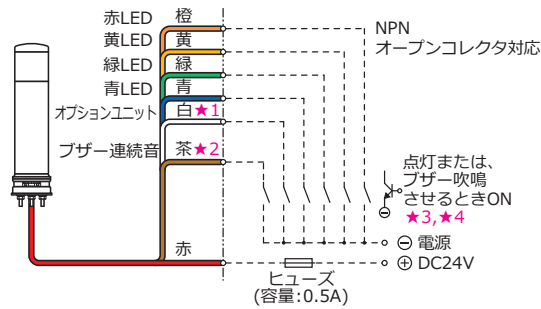 赤LED 橙
黄LED 黄
緑LED 緑
青LED 青
オプションユニット 白★1
ブザー連続音 茶★2
赤
NPN
オープンコレクタ対応
点灯または、
ブザー吹鳴
させるときON
★3,★4
⊖ 電源
⊕ DC24V
ヒューズ
(容量:0.5A)